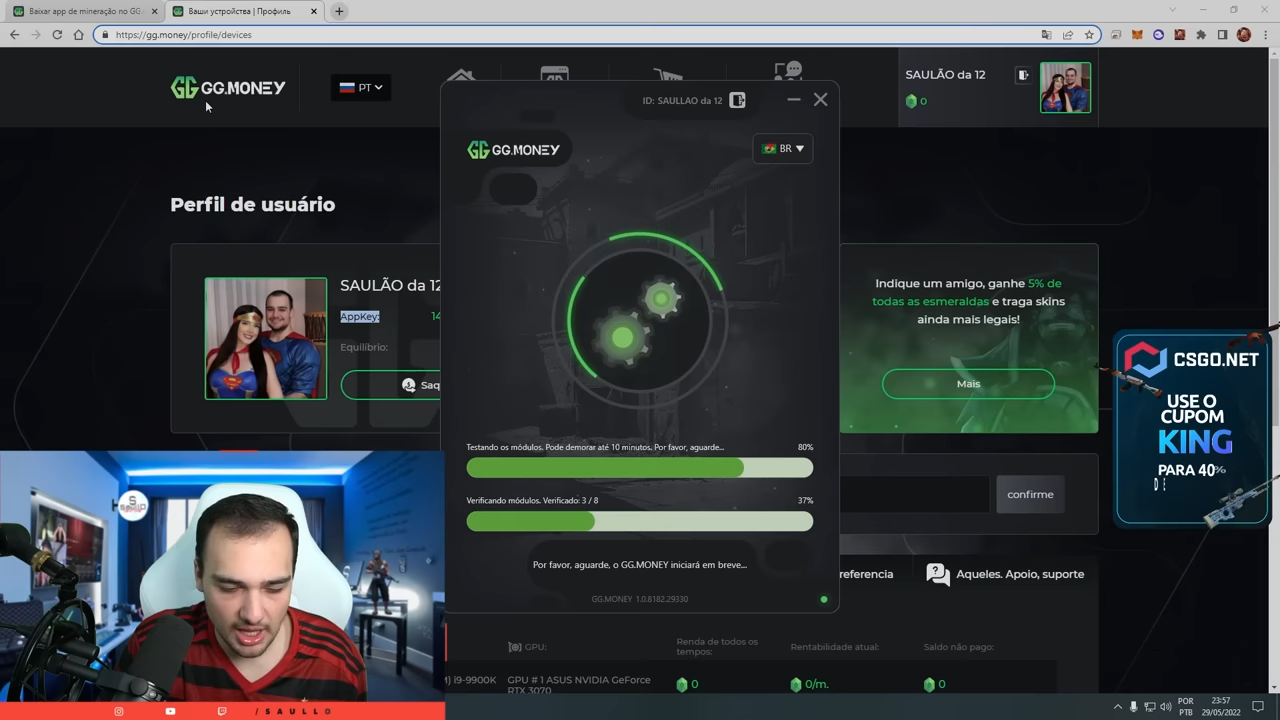 Baixar app de mineração no GG
Ваши устройства | Профиль
https://gg.money/profile/devices
GG.MONEY
PT
SAULÃO da 12
0
ID: SAULLAO da 12
GG.MONEY
BR
Perfil de usuário
SAULÃO da 12
AppKey:
14
Equilíbrio:
Saq
Indique um amigo, ganhe 5% de
todas as esmeraldas e traga skins
ainda mais legais!
Mais
CSGO.NET
USE O
CUPOM
KING
PARA 40%
Testando os módulos. Pode demorar até 10 minutos. Por favor, aguarde...
80%
Verificando módulos. Verificado: 3 / 8
37%
confirme
Por favor, aguarde, o GG.MONEY iniciará em breve...
referencia
Aqueles. Apoio, suporte
GG.MONEY 1.0.8182.29330
GPU:
Renda de todos os
tempos:
Rentabilidade atual:
Saldo não pago:
i9-9900K
GPU # 1 ASUS NVIDIA GeForce
RTX 3070
0
0/m.
0
/SAULLO
POR
PTB
23:57
29/05/2022